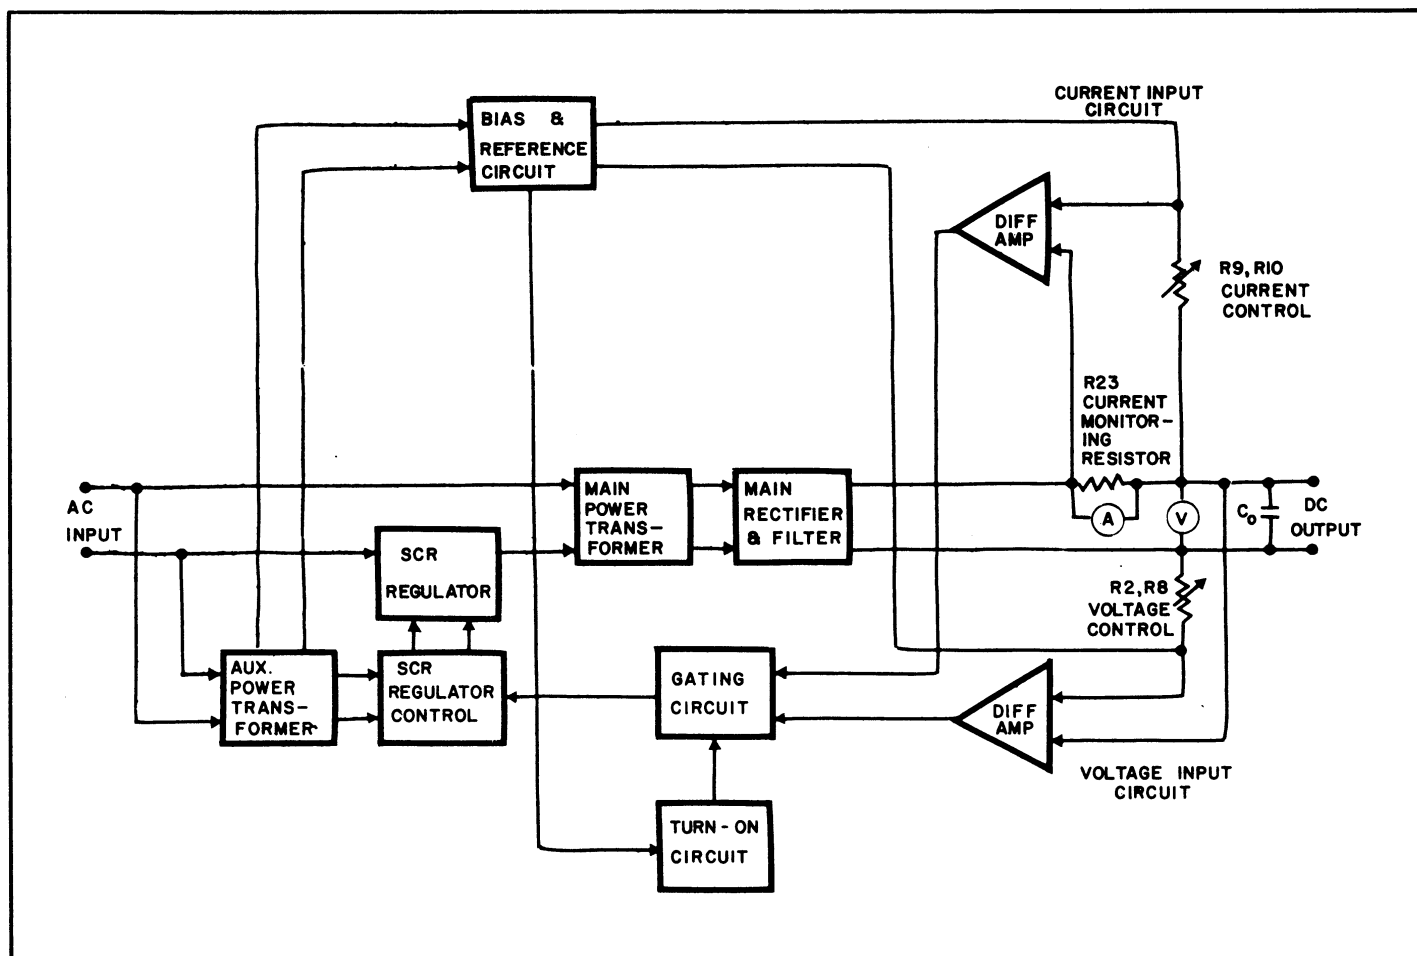 CURRENT INPUT
CIRCUIT
BIAS &
REFERENCE
CIRCUIT
DIFF
AMP
R9, R10
CURRENT
CONTROL
R23
CURRENT
MONITOR-
ING
RESISTOR
AC
INPUT
MAIN
POWER
TRANS-
FORMER
MAIN
RECTIFIER
& FILTER
A
V
Co
DC
OUTPUT
SCR
REGULATOR
R2, R8
VOLTAGE
CONTROL
AUX.
POWER
TRANS-
FORMER
SCR
REGULATOR
CONTROL
GATING
CIRCUIT
DIFF
AMP
VOLTAGE INPUT
CIRCUIT
TURN-ON
CIRCUIT